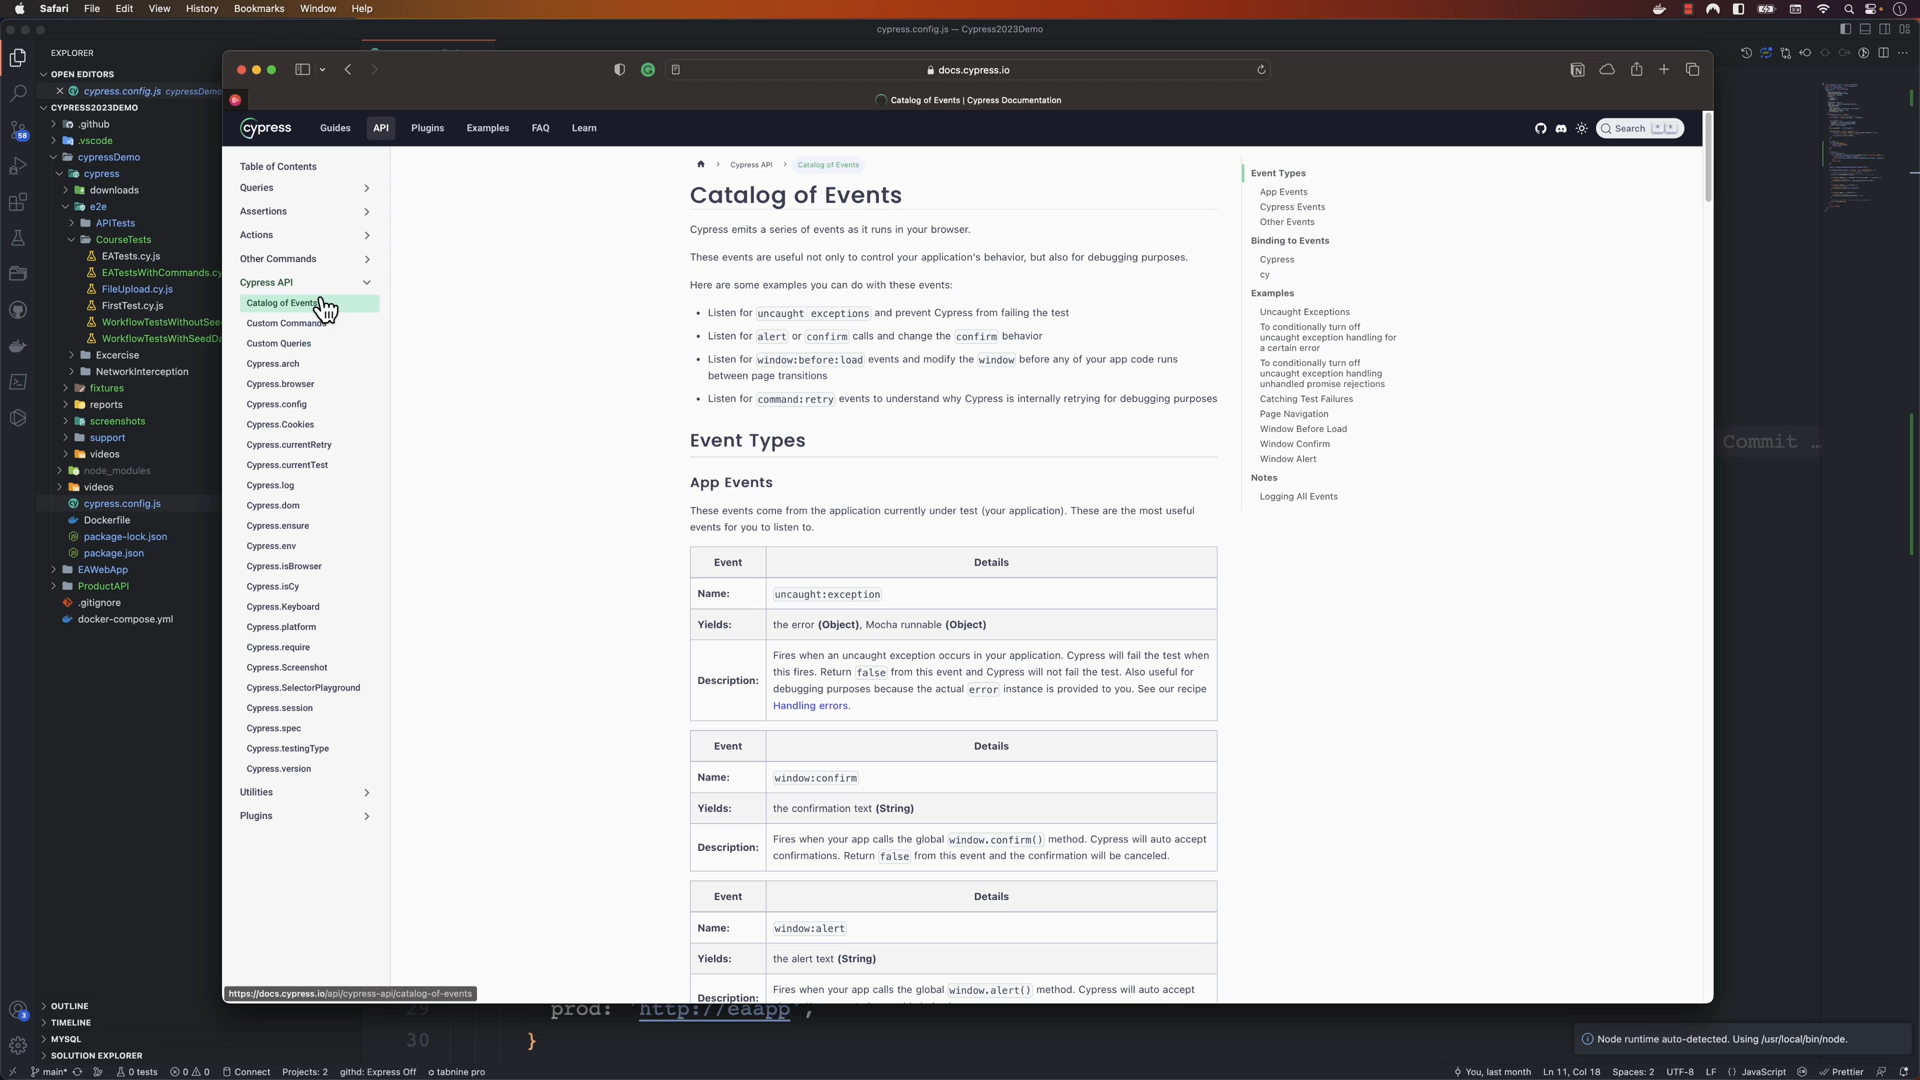 Safari File Edit View History Bookmarks Window Help
cypress.config.js — Cypress2023Demo
EXPLORER
OPEN EDITORS
cypress.config.js cypressDemo
CYPRESS2023DEMO
.github
.vscode
cypressDemo
cypress
downloads
e2e
APITests
CourseTests
EATests.cy.js
EATestsWithCommands.cy
FileUpload.cy.js
FirstTest.cy.js
WorkflowTestsWithoutSee
WorkflowTestsWithSeedDa
Excercise
NetworkInterception
fixtures
reports
screenshots
support
videos
node_modules
videos
cypress.config.js
Dockerfile
package-lock.json
package.json
EAWebApp
ProductAPI
.gitignore
docker-compose.yml
OUTLINE
TIMELINE
MYSQL
SOLUTION EXPLORER
58
3
docs.cypress.io
Catalog of Events | Cypress Documentation
cypress Guides API Plugins Examples FAQ Learn Search ⌘ K
Table of Contents
Queries
Assertions
Actions
Other Commands
Cypress API
Catalog of Events
Custom Commands
Custom Queries
Cypress.arch
Cypress.browser
Cypress.config
Cypress.Cookies
Cypress.currentRetry
Cypress.currentTest
Cypress.log
Cypress.dom
Cypress.ensure
Cypress.env
Cypress.isBrowser
Cypress.isCy
Cypress.Keyboard
Cypress.platform
Cypress.require
Cypress.Screenshot
Cypress.SelectorPlayground
Cypress.session
Cypress.spec
Cypress.testingType
Cypress.version
Utilities
Plugins
https://docs.cypress.io/api/cypress-api/catalog-of-events
Cypress API > Catalog of Events
Catalog of Events
Cypress emits a series of events as it runs in your browser.
These events are useful not only to control your application's behavior, but also for debugging purposes.
Here are some examples you can do with these events:
• Listen for uncaught exceptions and prevent Cypress from failing the test
• Listen for alert or confirm calls and change the confirm behavior
• Listen for window:before:load events and modify the window before any of your app code runs
between page transitions
• Listen for command:retry events to understand why Cypress is internally retrying for debugging purposes
Event Types
App Events
These events come from the application currently under test (your application). These are the most useful
events for you to listen to.
Event Details
Name: uncaught:exception
Yields: the error (Object), Mocha runnable (Object)
Description: Fires when an uncaught exception occurs in your application. Cypress will fail the test when
this fires. Return false from this event and Cypress will not fail the test. Also useful for
debugging purposes because the actual error instance is provided to you. See our recipe
Handling errors.
Event Details
Name: window:confirm
Yields: the confirmation text (String)
Description: Fires when your app calls the global window.confirm() method. Cypress will auto accept
confirmations. Return false from this event and the confirmation will be canceled.
Event Details
Name: window:alert
Yields: the alert text (String)
Description: Fires when your app calls the global window.alert() method. Cypress will auto accept
Event Types
App Events
Cypress Events
Other Events
Binding to Events
Cypress
cy
Examples
Uncaught Exceptions
To conditionally turn off
uncaught exception handling for
a certain error
To conditionally turn off
uncaught exception handling
unhandled promise rejections
Catching Test Failures
Page Navigation
Window Before Load
Window Confirm
Window Alert
Notes
Logging All Events
Commit …
29 prod: 'http://eaapp',
30 }
Node runtime auto-detected. Using /usr/local/bin/node.
main* 0 tests 0 0 Connect Projects: 2 githd: Express Off tabnine pro You, last month Ln 11, Col 18 Spaces: 2 UTF-8 LF {} JavaScript Prettier